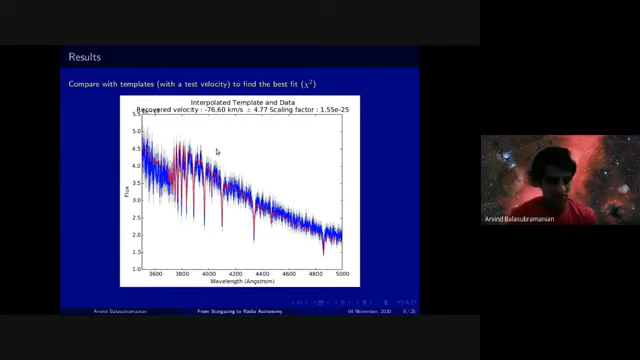 Results
Compare with templates (with a test velocity) to find the best fit (χ²)
Interpolated Template and Data
Recovered velocity : -76.60 km/s ± 4.77 Scaling factor : 1.55e-25
5.5
5.0
4.5
4.0
3.5
3.0
2.5
2.0
1.5
1.0
Flux
3600 3800 4000 4200 4400 4600 4800 5000
Wavelength (Angstrom)
Arvind Balasubramanian From Stargazing to Radio Astronomy 04 November, 2020 9 / 25
Arvind Balasubramanian